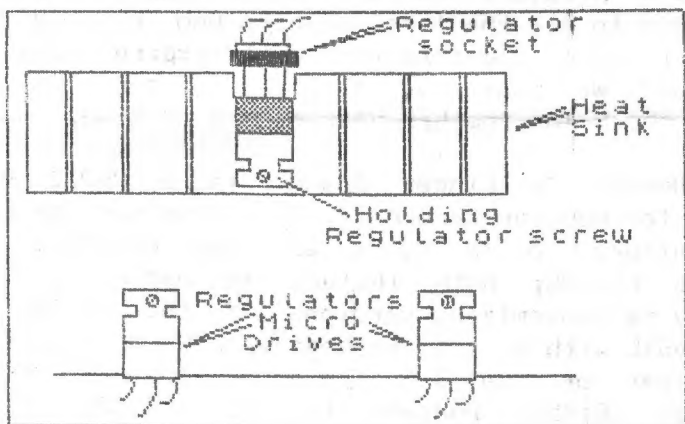 Regulator
socket
Heat
Sink
Holding
Regulator screw
Regulators
Micro
Drives